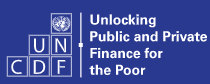 UN
CDF
Unlocking
Public and Private
Finance for
the Poor